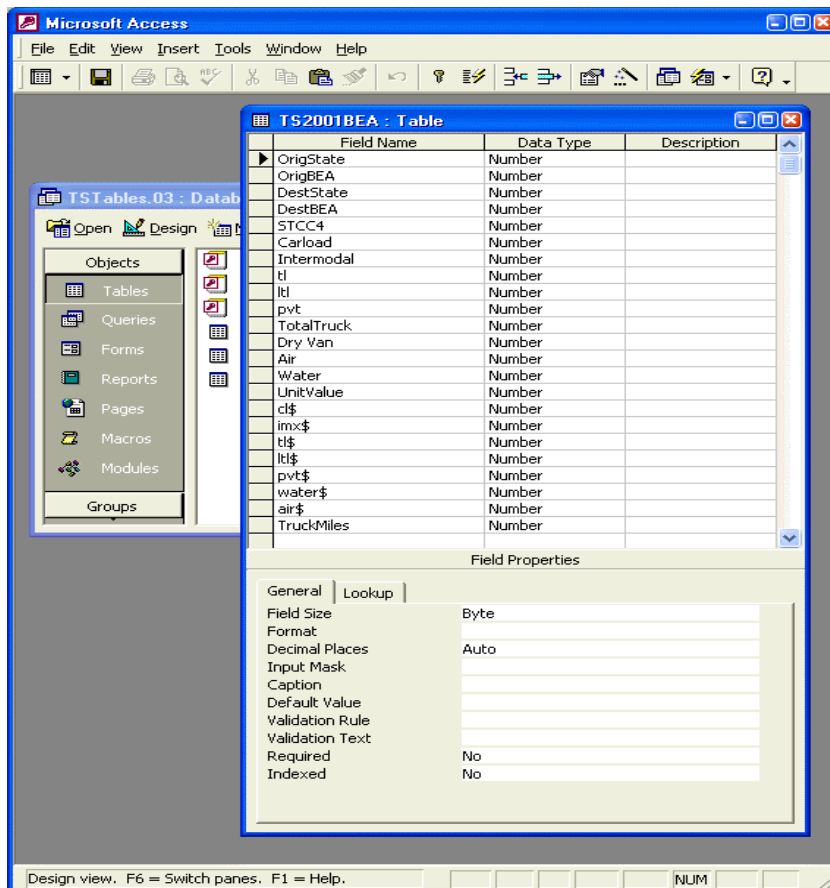 Microsoft Access
File Edit View Insert Tools Window Help
TS2001BEA : Table
Field Name Data Type Description
OrigState Number
OrigBEA Number
DestState Number
DestBEA Number
STCC4 Number
Carload Number
Intermodal Number
tl Number
ltl Number
pvt Number
TotalTruck Number
Dry Van Number
Air Number
Water Number
UnitValue Number
cl$ Number
imx$ Number
tl$ Number
ltl$ Number
pvt$ Number
water$ Number
air$ Number
TruckMiles Number
TSTables.03 : Datab
Open Design
Objects
Tables
Queries
Forms
Reports
Pages
Macros
Modules
Groups
Field Properties
General Lookup
Field Size Byte
Format
Decimal Places Auto
Input Mask
Caption
Default Value
Validation Rule
Validation Text
Required No
Indexed No
Design view. F6 = Switch panes. F1 = Help. NUM